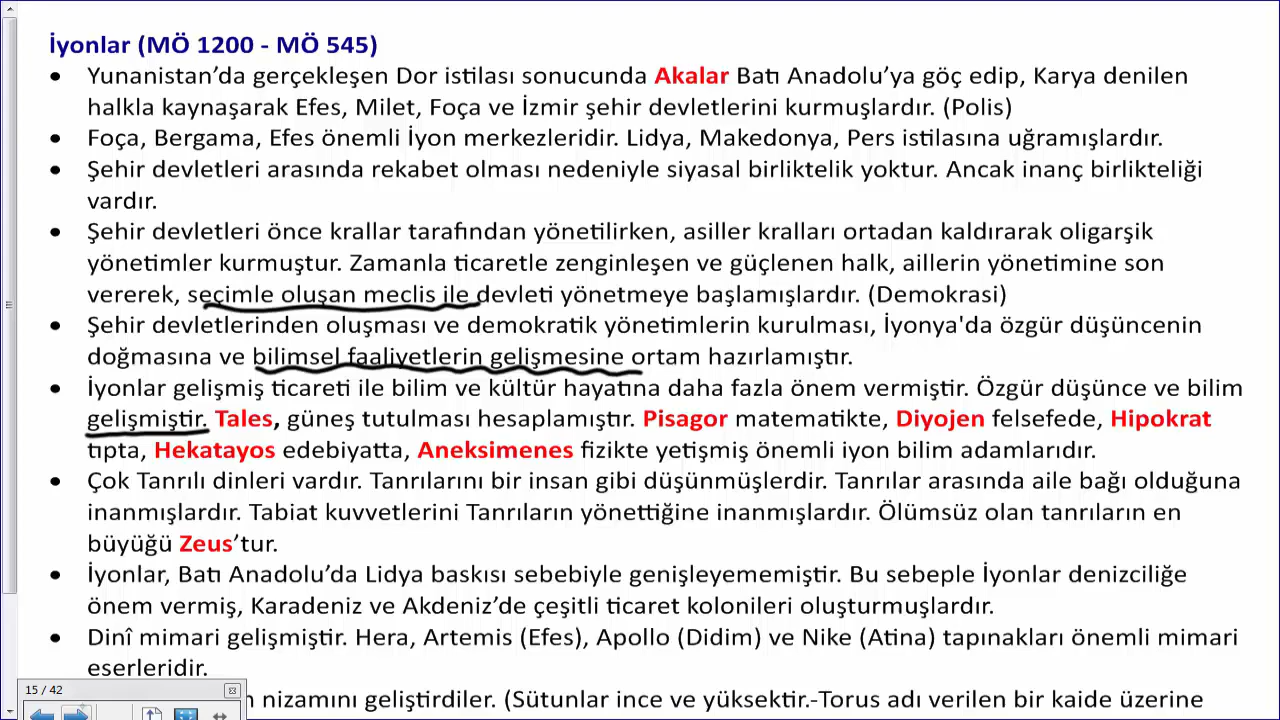 İyonlar (MÖ 1200 - MÖ 545)
• Yunanistan’da gerçekleşen Dor istilası sonucunda Akalar Batı Anadolu’ya göç edip, Karya denilen
halkla kaynaşarak Efes, Milet, Foça ve İzmir şehir devletlerini kurmuşlardır. (Polis)
• Foça, Bergama, Efes önemli İyon merkezleridir. Lidya, Makedonya, Pers istilasına uğramışlardır.
• Şehir devletleri arasında rekabet olması nedeniyle siyasal birliktelik yoktur. Ancak inanç birlikteliği
vardır.
• Şehir devletleri önce krallar tarafından yönetilirken, asiller kralları ortadan kaldırarak oligarşik
yönetimler kurmuştur. Zamanla ticaretle zenginleşen ve güçlenen halk, aillerin yönetimine son
vererek, seçimle oluşan meclis ile devleti yönetmeye başlamışlardır. (Demokrasi)
• Şehir devletlerinden oluşması ve demokratik yönetimlerin kurulması, İyonya'da özgür düşüncenin
doğmasına ve bilimsel faaliyetlerin gelişmesine ortam hazırlamıştır.
• İyonlar gelişmiş ticareti ile bilim ve kültür hayatına daha fazla önem vermiştir. Özgür düşünce ve bilim
gelişmiştir. Tales, güneş tutulması hesaplamıştır. Pisagor matematikte, Diyojen felsefede, Hipokrat
tıpta, Hekatayos edebiyatta, Aneksimenes fizikte yetişmiş önemli iyon bilim adamlarıdır.
• Çok Tanrılı dinleri vardır. Tanrılarını bir insan gibi düşünmüşlerdir. Tanrılar arasında aile bağı olduğuna
inanmışlardır. Tabiat kuvvetlerini Tanrıların yönettiğine inanmışlardır. Ölümsüz olan tanrıların en
büyüğü Zeus’tur.
• İyonlar, Batı Anadolu’da Lidya baskısı sebebiyle genişleyememiştir. Bu sebeple İyonlar denizciliğe
önem vermiş, Karadeniz ve Akdeniz’de çeşitli ticaret kolonileri oluşturmuşlardır.
• Dinî mimari gelişmiştir. Hera, Artemis (Efes), Apollo (Didim) ve Nike (Atina) tapınakları önemli mimari
eserleridir.
15 / 42
nizamını geliştirdiler. (Sütunlar ince ve yüksektir.-Torus adı verilen bir kaide üzerine